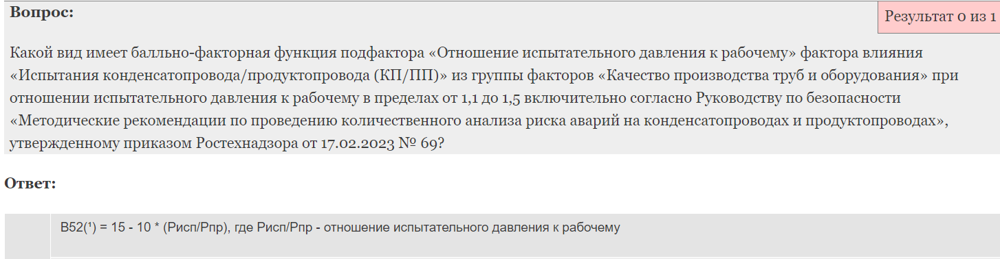 Вопрос:
Результат 0 из 1
Какой вид имеет балльно-факторная функция подфактора «Отношение испытательного давления к рабочему» фактора влияния
«Испытания конденсатопровода/продуктопровода (КП/ПП)» из группы факторов «Качество производства труб и оборудования» при
отношении испытательного давления к рабочему в пределах от 1,1 до 1,5 включительно согласно Руководству по безопасности
«Методические рекомендации по проведению количественного анализа риска аварий на конденсатопроводах и продуктопроводах»,
утвержденному приказом Ростехнадзора от 17.02.2023 № 69?
Ответ:
B52(¹) = 15 - 10 * (Рисп/Рпр), где Рисп/Рпр - отношение испытательного давления к рабочему